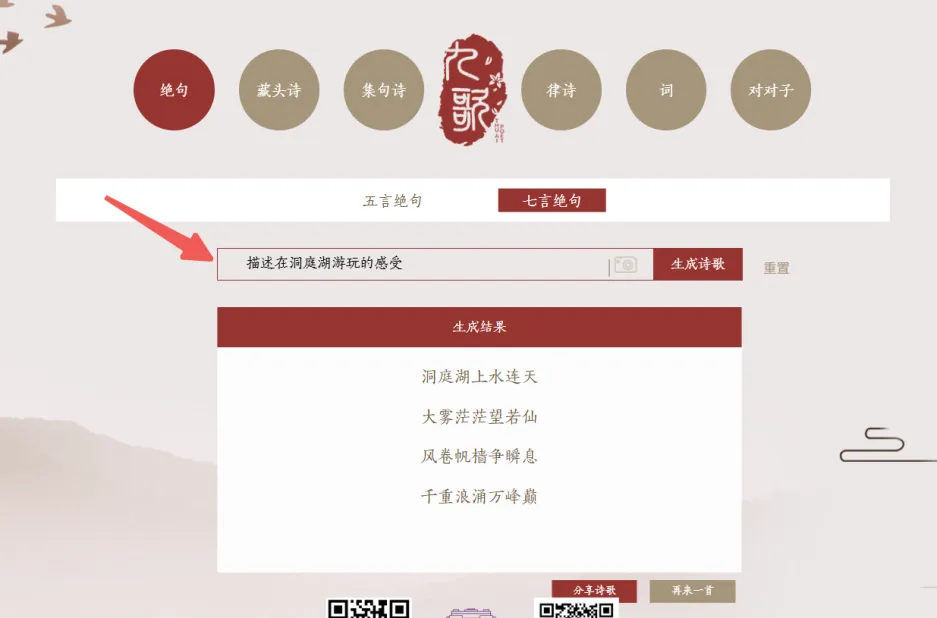 绝句
藏头诗
集句诗
九歌
THUAI
POET
律诗
词
对对子
五言绝句
七言绝句
描述在洞庭湖游玩的感受
生成诗歌
重置
生成结果
洞庭湖上水连天
大雾茫茫望若仙
风卷帆樯争瞬息
千重浪涌万峰巅
分享诗歌
再来一首